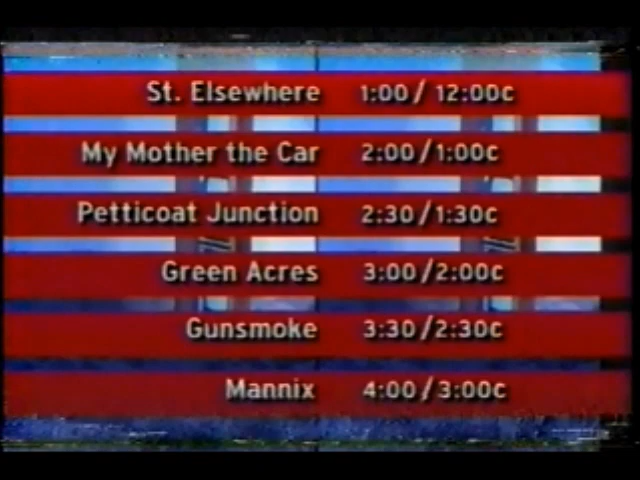 St. Elsewhere 1:00 / 12:00c
My Mother the Car 2:00 / 1:00c
Petticoat Junction 2:30 / 1:30c
Green Acres 3:00 / 2:00c
Gunsmoke 3:30 / 2:30c
Mannix 4:00 / 3:00c